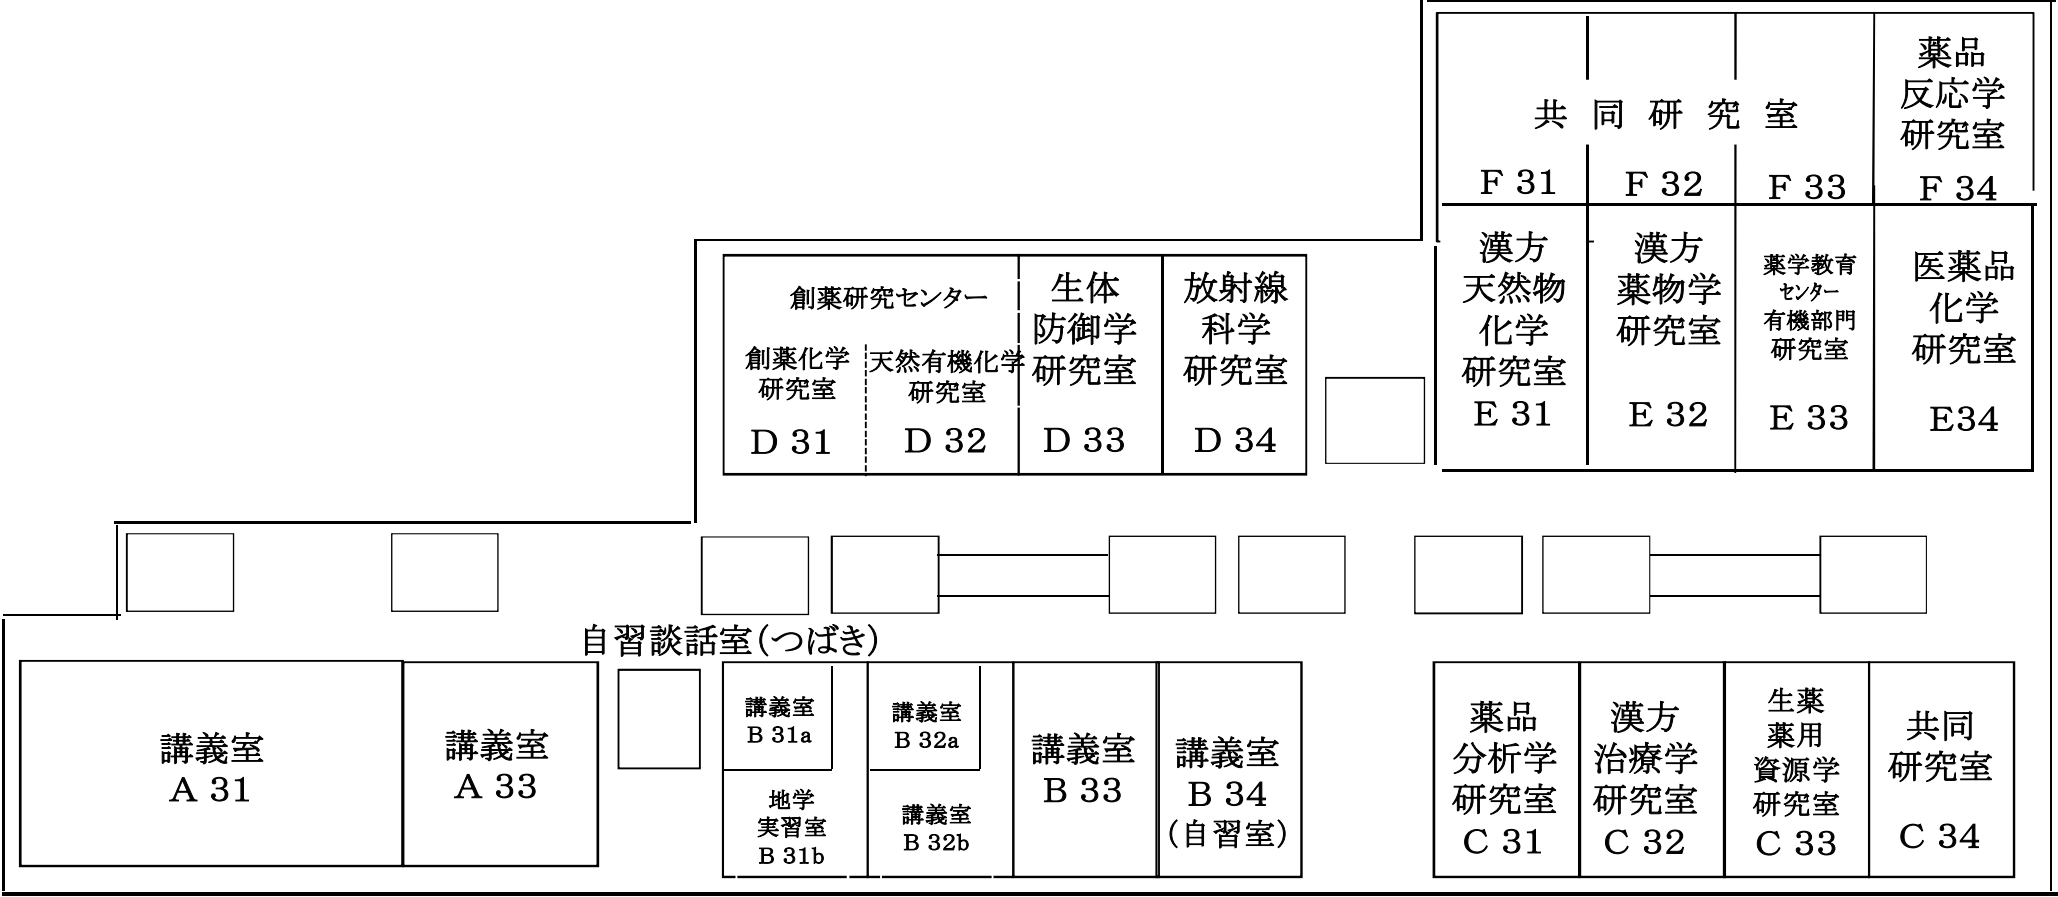 共同研究室
F 31
F 32
F 33
薬品
反応学
研究室
F 34
創薬研究センター
創薬化学
研究室
D 31
天然有機化学
研究室
D 32
生体
防御学
研究室
D 33
放射線
科学
研究室
D 34
漢方
天然物
化学
研究室
E 31
漢方
薬物学
研究室
E 32
薬学教育
センター
有機部門
研究室
E 33
医薬品
化学
研究室
E34
自習談話室(つばき)
講義室
A 31
講義室
A 33
講義室
B 31a
地学
実習室
B 31b
講義室
B 32a
講義室
B 32b
講義室
B 33
講義室
B 34
(自習室)
薬品
分析学
研究室
C 31
漢方
治療学
研究室
C 32
生薬
薬用
資源学
研究室
C 33
共同
研究室
C 34